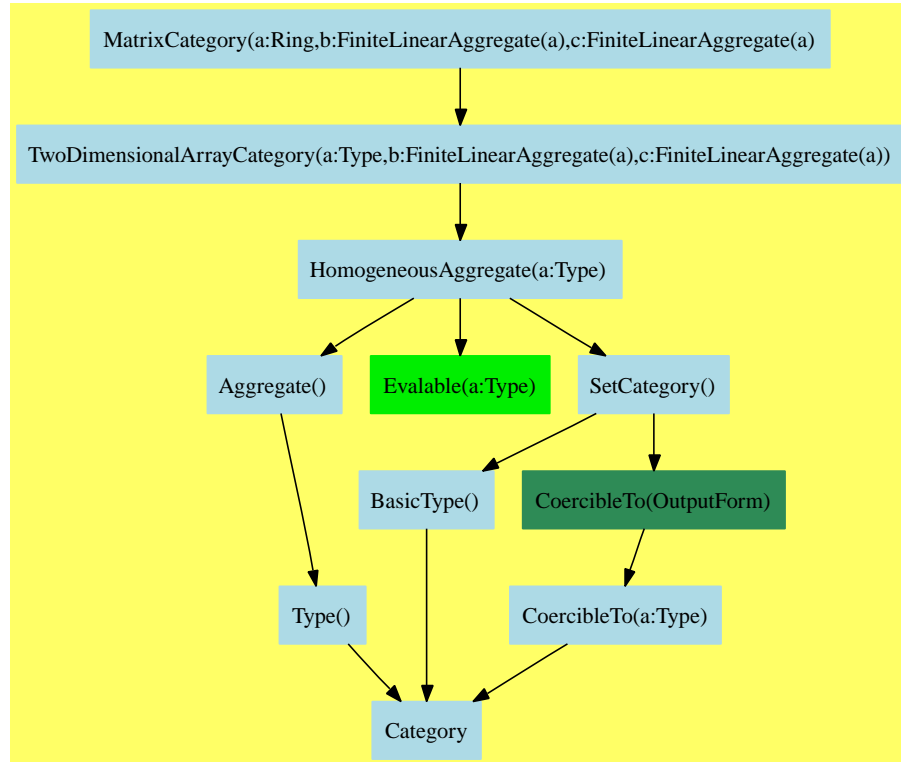 MatrixCategory(a:Ring,b:FiniteLinearAggregate(a),c:FiniteLinearAggregate(a)
TwoDimensionalArrayCategory(a:Type,b:FiniteLinearAggregate(a),c:FiniteLinearAggregate(a))
HomogeneousAggregate(a:Type)
Aggregate()
Evalable(a:Type)
SetCategory()
BasicType()
CoercibleTo(OutputForm)
Type()
CoercibleTo(a:Type)
Category